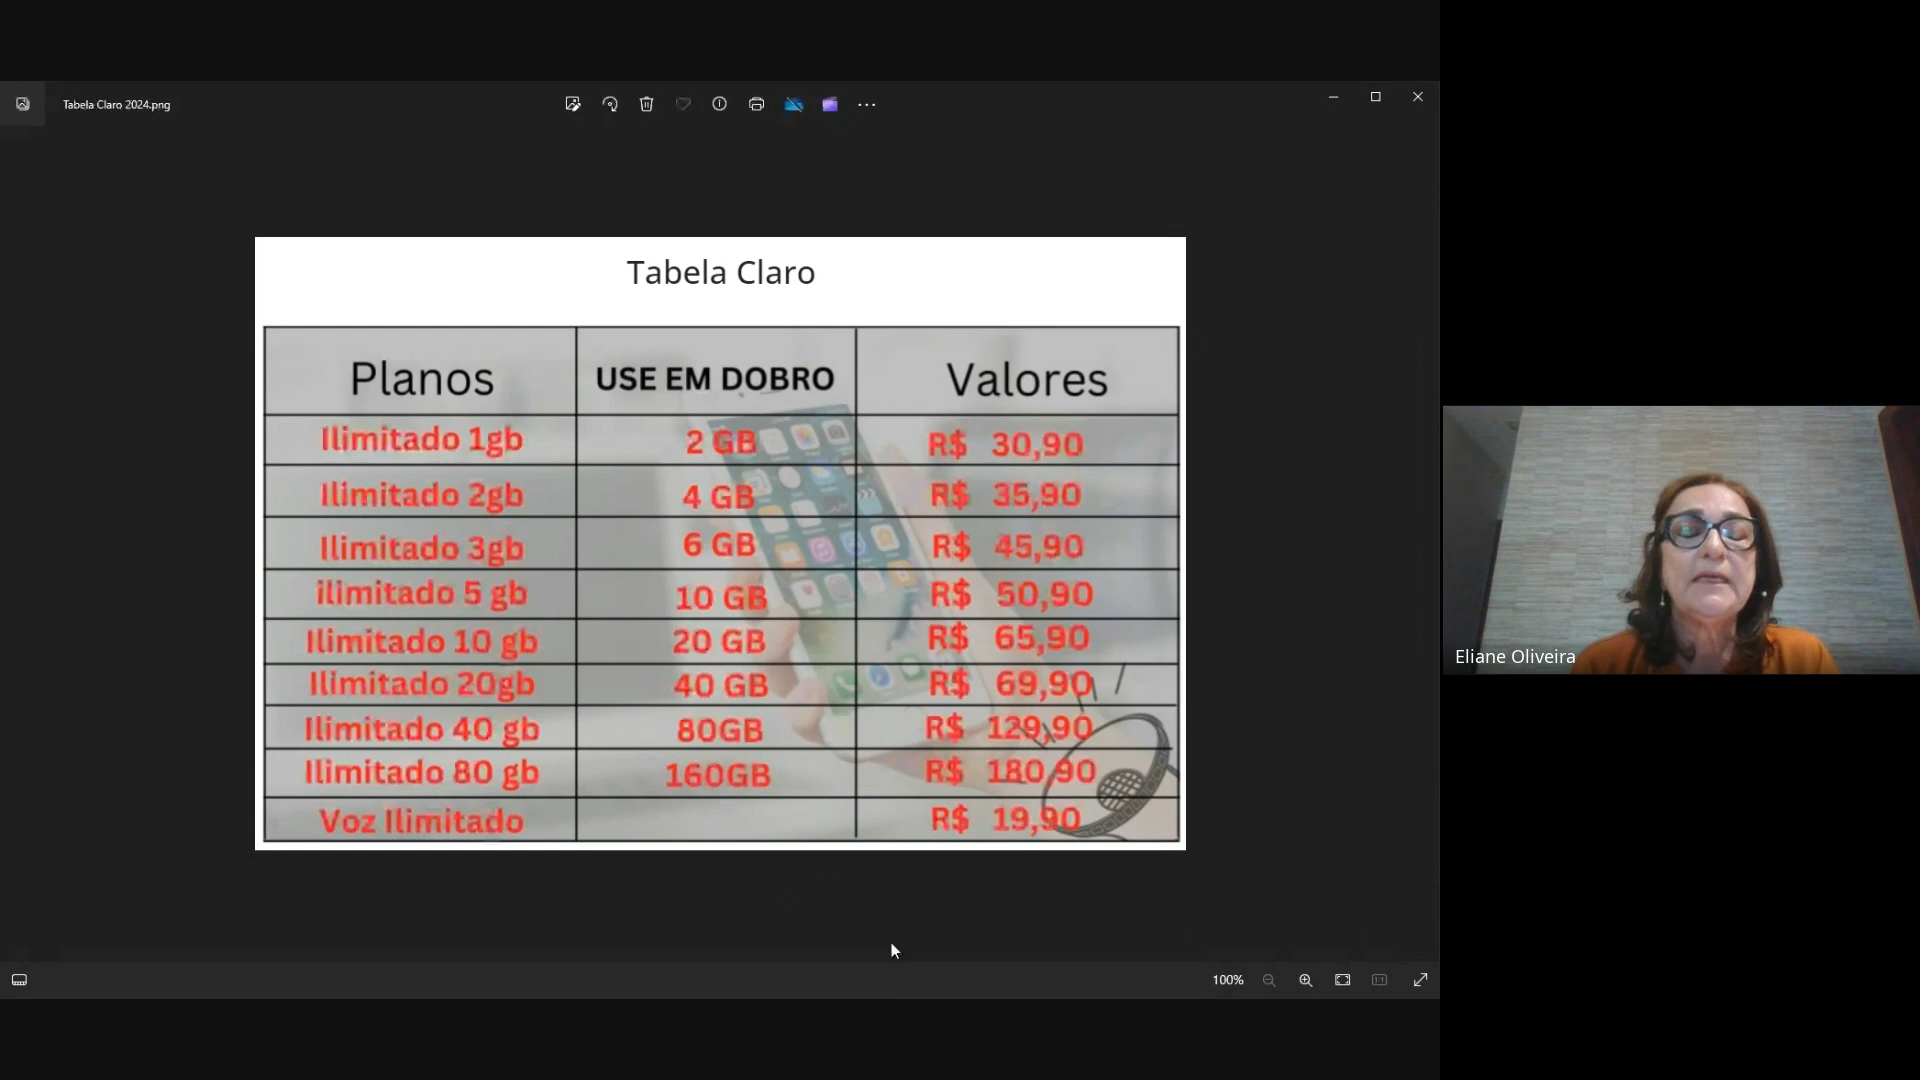 Tabela Claro 2024.png
Tabela Claro
Planos USE EM DOBRO Valores
Ilimitado 1gb 2 GB R$ 30,90
Ilimitado 2gb 4 GB R$ 35,90
Ilimitado 3gb 6 GB R$ 45,90
ilimitado 5 gb 10 GB R$ 50,90
Ilimitado 10 gb 20 GB R$ 65,90
Ilimitado 20gb 40 GB R$ 69,90
Ilimitado 40 gb 80GB R$ 129,90
Ilimitado 80 gb 160GB R$ 180,90
Voz Ilimitado R$ 19,90
Eliane Oliveira
100%